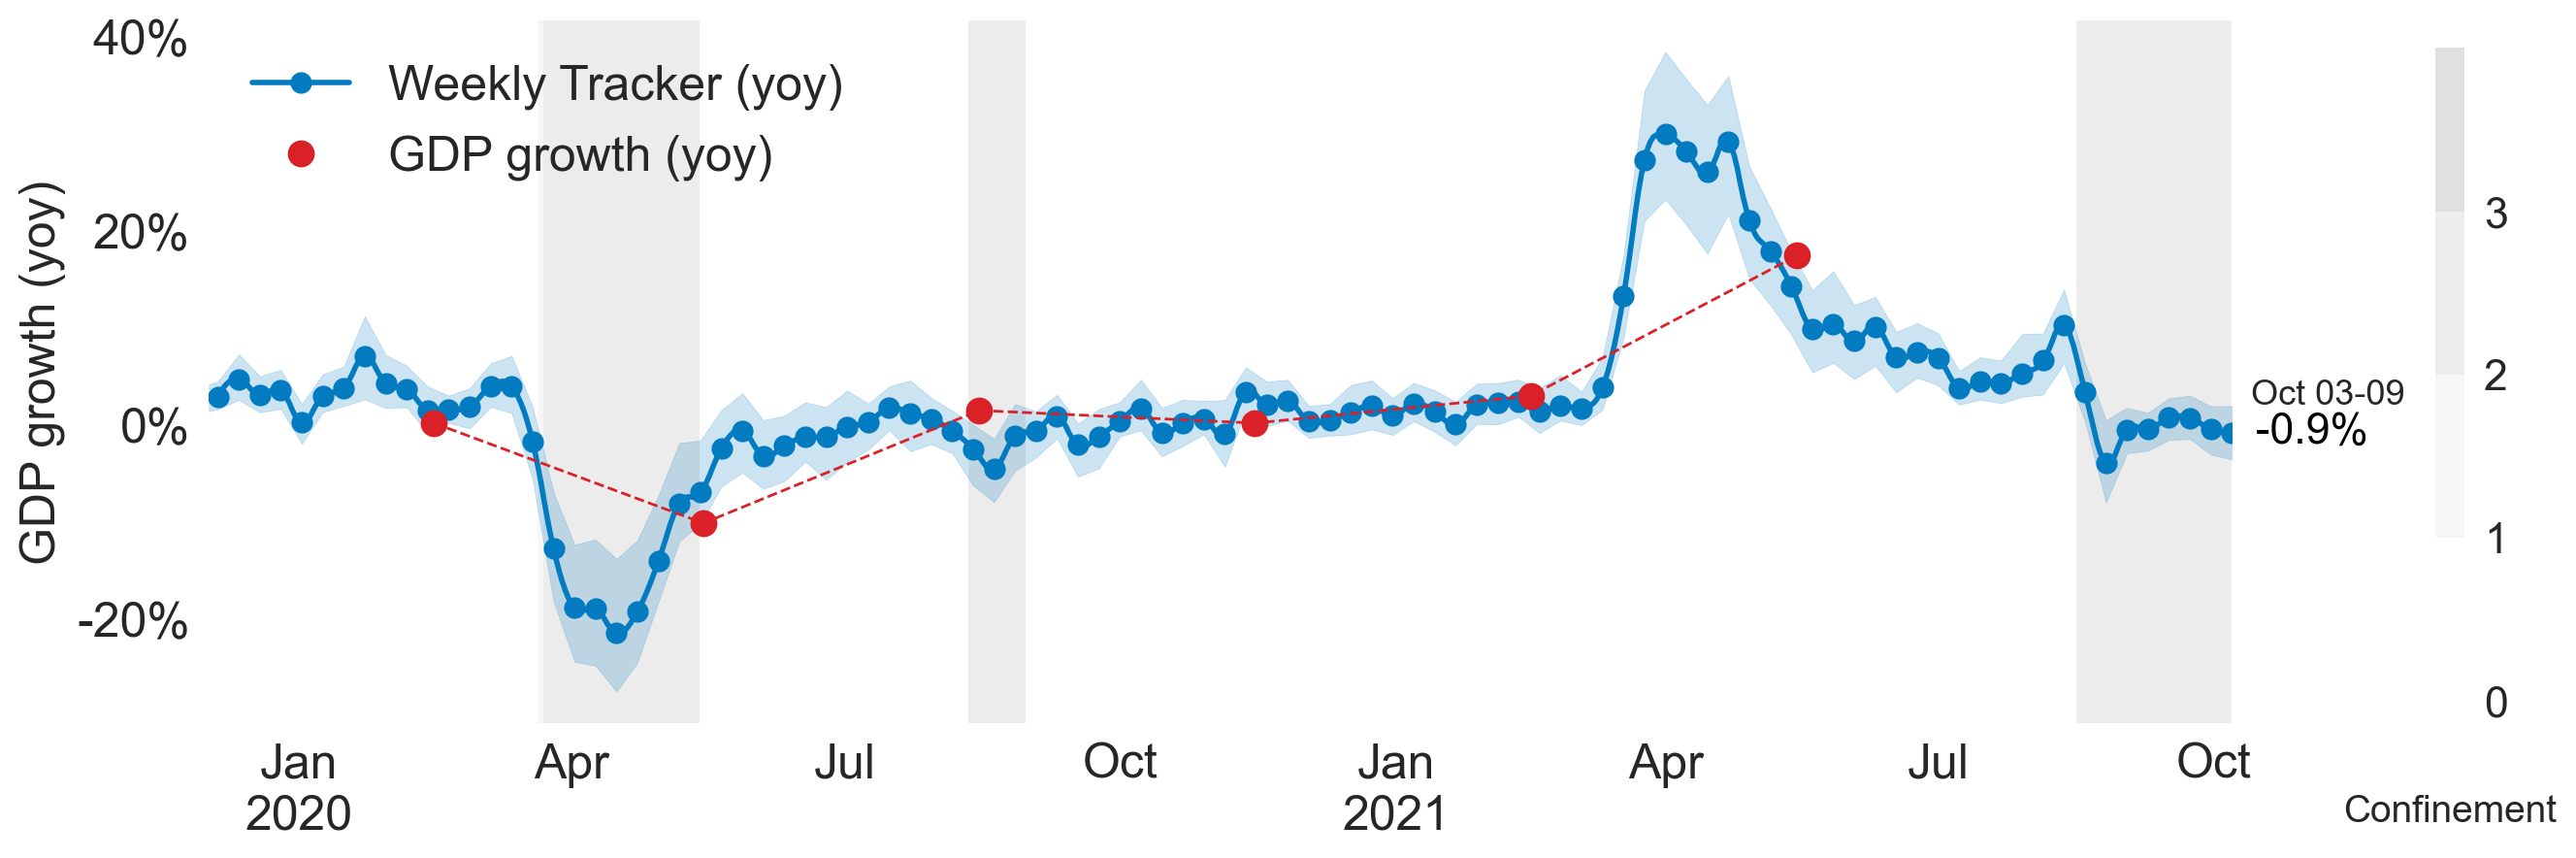 40%
20%
0%
-20%
GDP growth (yoy)
Weekly Tracker (yoy)
GDP growth (yoy)
Oct 03-09
-0.9%
3
2
1
0
Confinement
Jan
2020
Apr
Jul
Oct
Jan
2021
Apr
Jul
Oct